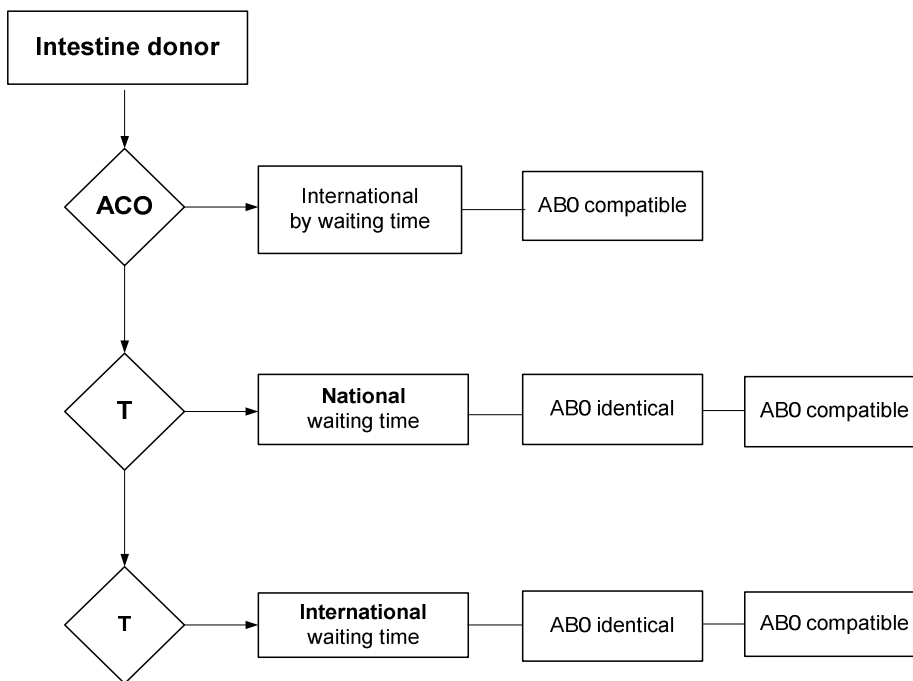 Intestine donor
ACO
International
by waiting time
AB0 compatible
T
National
waiting time
AB0 identical
AB0 compatible
T
International
waiting time
AB0 identical
AB0 compatible